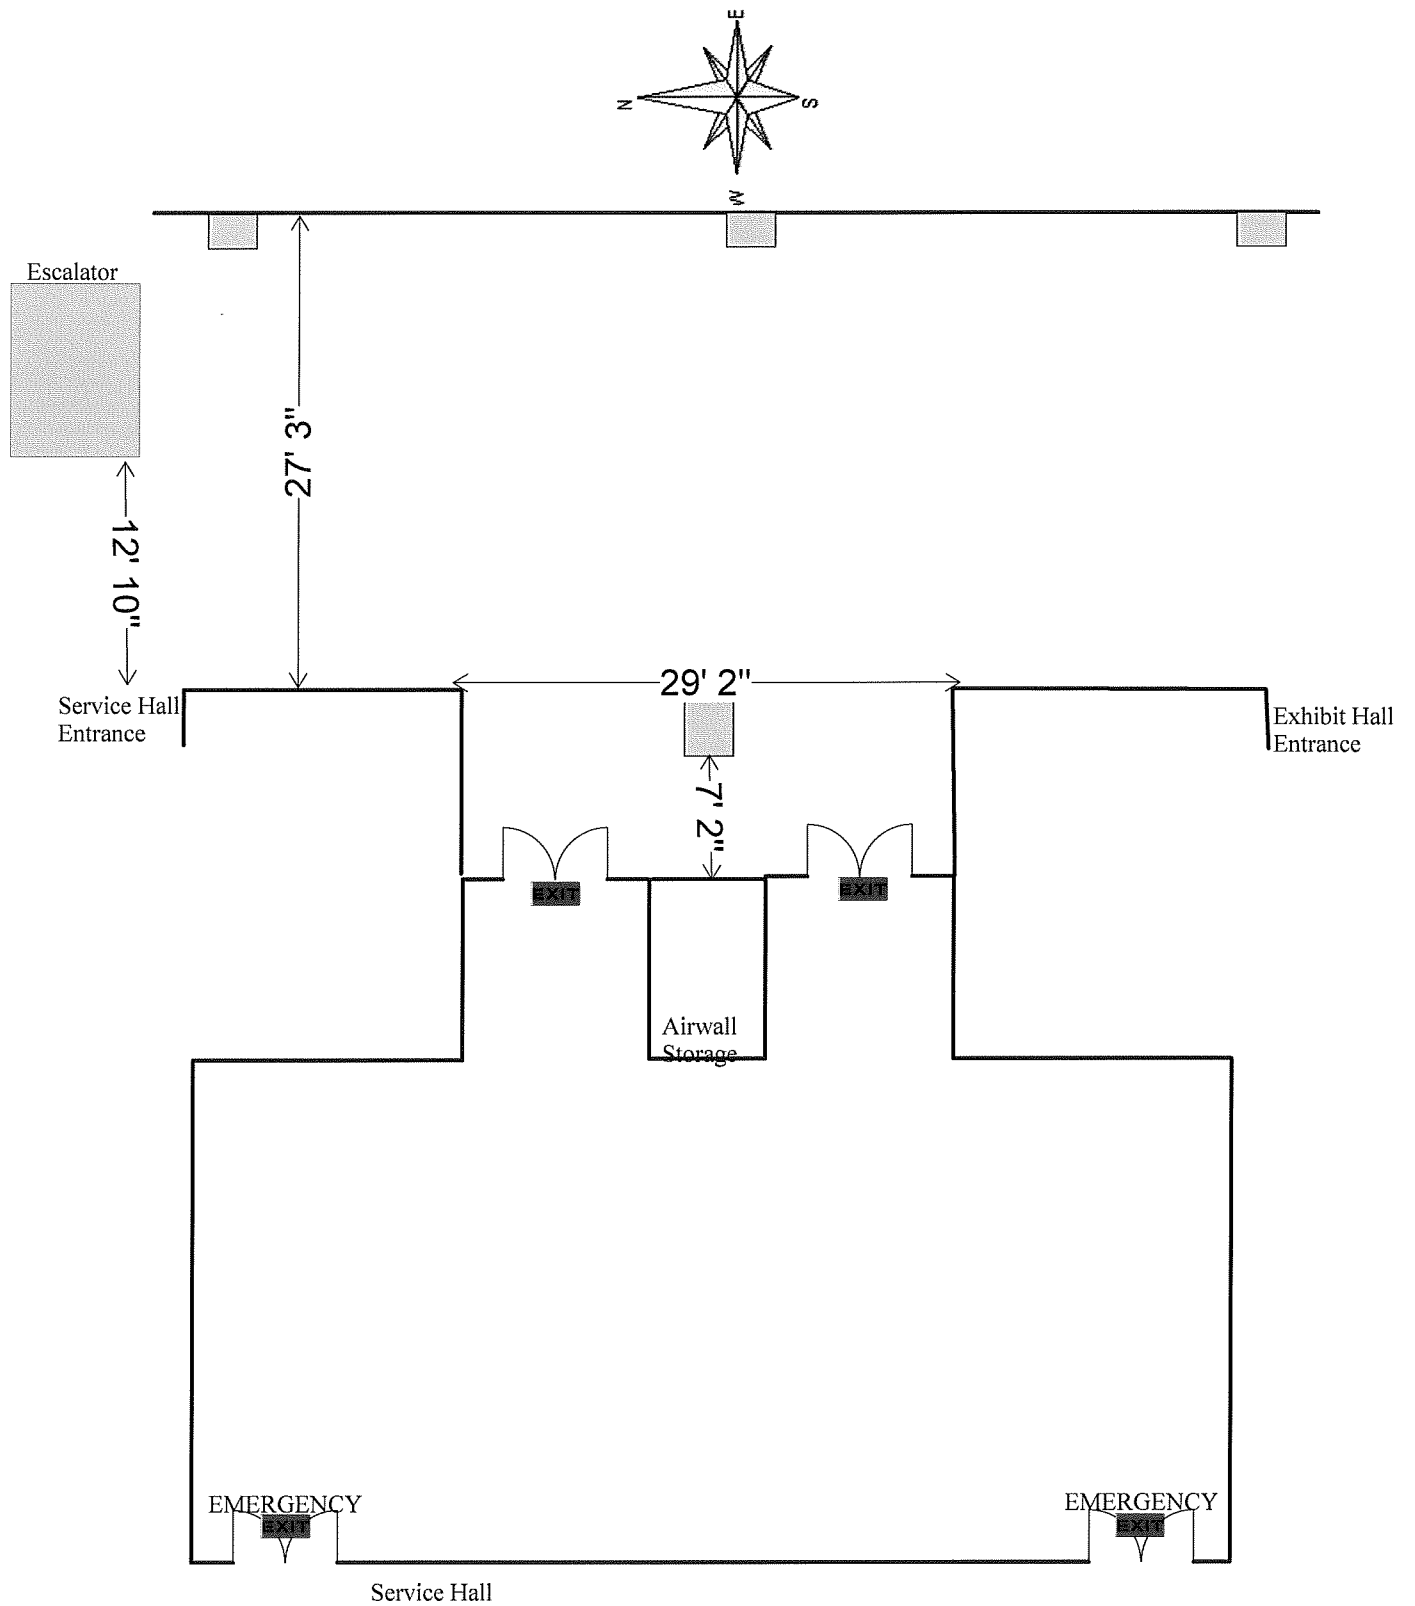 E
N
S
W
Escalator
27' 3"
12' 10"
29' 2"
Service Hall
Entrance
Exhibit Hall
Entrance
7' 2"
EXIT
EXIT
Airwall
Storage
EMERGENCY
EXIT
EMERGENCY
EXIT
Service Hall